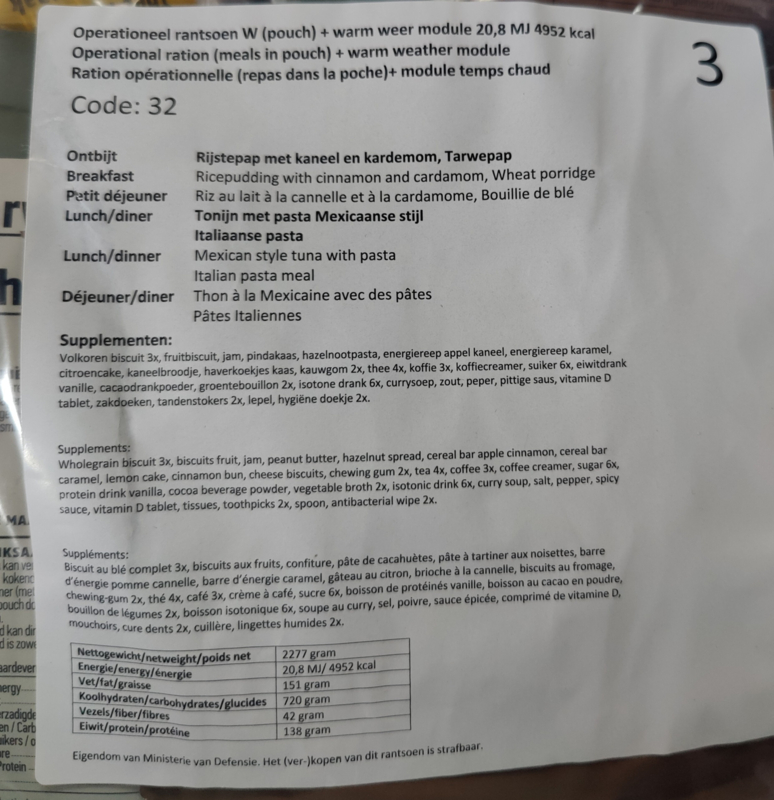 Operationeel rantsoen W (pouch) + warm weer module 20,8 MJ 4952 kcal
Operational ration (meals in pouch) + warm weather module
Ration opérationnelle (repas dans la poche)+ module temps chaud
3
Code: 32
Ontbijt Rijstepap met kaneel en kardemom, Tarwepap
Breakfast Ricepudding with cinnamon and cardamom, Wheat porridge
Petit déjeuner Riz au lait à la cannelle et à la cardamome, Bouillie de blé
Lunch/diner Tonijn met pasta Mexicaanse stijl
Italiaanse pasta
Lunch/dinner Mexican style tuna with pasta
Italian pasta meal
Déjeuner/diner Thon à la Mexicaine avec des pâtes
Pâtes Italiennes
Supplementen:
Volkoren biscuit 3x, fruitbiscuit, jam, pindakaas, hazelnootpasta, energiereep appel kaneel, energiereep karamel,
citroencake, kaneelbroodje, haverkoekjes kaas, kauwgom 2x, thee 4x, koffie 3x, koffiecreamer, suiker 6x, eiwitdrank
vanille, cacaodrankpoeder, groentebouillon 2x, isotone drank 6x, currysoep, zout, peper, pittige saus, vitamine D
tablet, zakdoeken, tandenstokers 2x, lepel, hygiëne doekje 2x.
Supplements:
Wholegrain biscuit 3x, biscuits fruit, jam, peanut butter, hazelnut spread, cereal bar apple cinnamon, cereal bar
caramel, lemon cake, cinnamon bun, cheese biscuits, chewing gum 2x, tea 4x, coffee 3x, coffee creamer, sugar 6x,
protein drink vanilla, cocoa beverage powder, vegetable broth 2x, isotonic drink 6x, curry soup, salt, pepper, spicy
sauce, vitamin D tablet, tissues, toothpicks 2x, spoon, antibacterial wipe 2x.
Suppléments:
Biscuit au blé complet 3x, biscuits aux fruits, confiture, pâte de cacahuètes, pâte à tartiner aux noisettes, barre
d'énergie pomme cannelle, barre d'énergie caramel, gâteau au citron, brioche à la cannelle, biscuits au fromage,
chewing-gum 2x, thé 4x, café 3x, crème à café, sucre 6x, boisson de protéinés vanille, boisson au cacao en poudre,
bouillon de légumes 2x, boisson isotonique 6x, soupe au curry, sel, poivre, sauce épicée, comprimé de vitamine D,
mouchoirs, cure dents 2x, cuillère, lingettes humides 2x.
Nettogewicht/netweight/poids net 2277 gram
Energie/energy/énergie 20,8 MJ/ 4952 kcal
Vet/fat/graisse 151 gram
Koolhydraten/carbohydrates/glucides 720 gram
Vezels/fiber/fibres 42 gram
Eiwit/protein/protéine 138 gram
Eigendom van Ministerie van Defensie. Het (ver-)kopen van dit rantsoen is strafbaar.